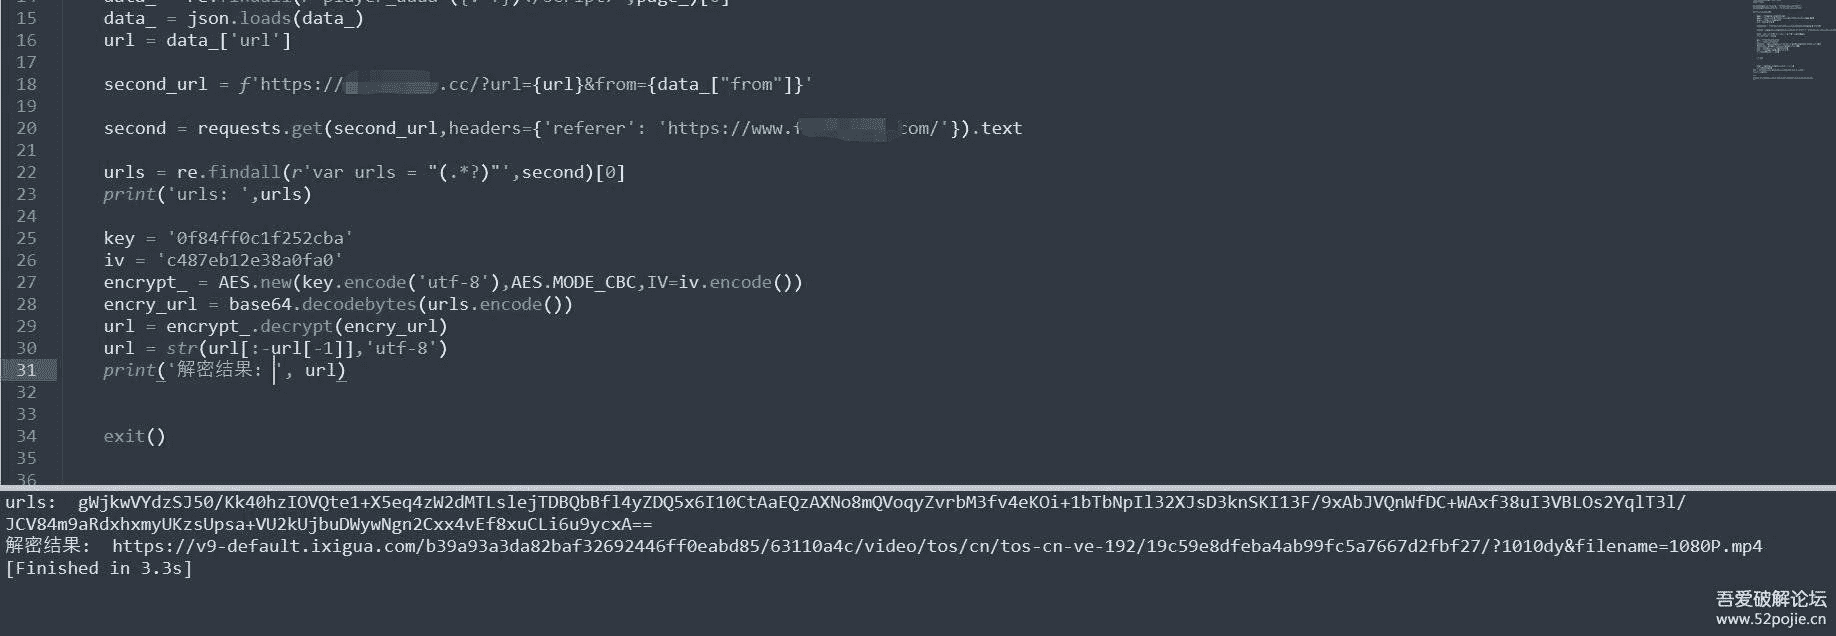 15 data_ = json.loads(data_)
16 url = data_['url']
17
18 second_url = f'https:// .cc/?url={url}&from={data_["from"]}'
19
20 second = requests.get(second_url,headers={'referer': 'https://www. com/'}).text
21
22 urls = re.findall(r'var urls = "(.*?)"',second)[0]
23 print('urls: ',urls)
24
25 key = '0f84ff0c1f252cba'
26 iv = 'c487eb12e38a0fa0'
27 encrypt_ = AES.new(key.encode('utf-8'),AES.MODE_CBC,IV=iv.encode())
28 encry_url = base64.decodebytes(urls.encode())
29 url = encrypt_.decrypt(encry_url)
30 url = str(url[:-url[-1]],'utf-8')
31 print('解密结果: ', url)
32
33
34 exit()
35
36
urls: gWjkwVYdzSJ50/Kk40hzIOVQte1+X5eq4zW2dMTLslejTDBQbBfl4yZDQ5x6I10CtAaEQzAXNo8mQVoqyZvrbM3fv4eKOi+1bTbNpIl32XJsD3knSKI13F/9xAbJVQnWfDC+WAxf38uI3VBLOs2YqlT3l/
JCV84m9aRdxhxmyUKzsUpsa+VU2kUjbuDWywNgn2Cxx4vEf8xuCLi6u9ycxA==
解密结果: https://v9-default.ixigua.com/b39a93a3da82baf32692446ff0eabd85/63110a4c/video/tos/cn/tos-cn-ve-192/19c59e8dfeba4ab99fc5a7667d2fbf27/?1010dy&filename=1080P.mp4
[Finished in 3.3s]
吾爱破解论坛
www.52pojie.cn